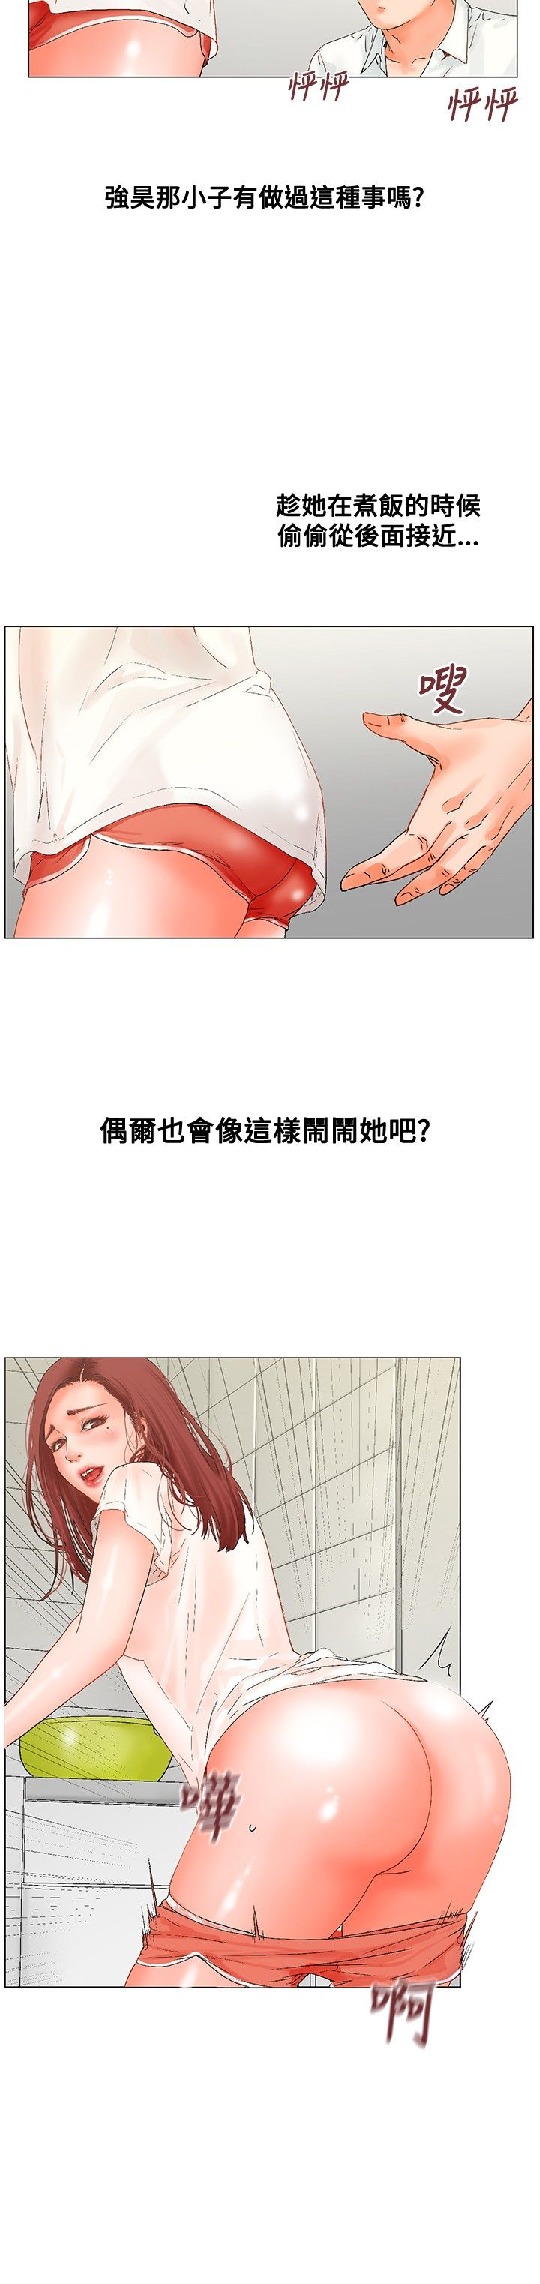 怦怦
怦怦
強昊那小子有做過這種事嗎?
趁她在煮飯的時候
偷偷從後面接近...
嗖
偶爾也會像這樣鬧鬧她吧?
嘩
啊